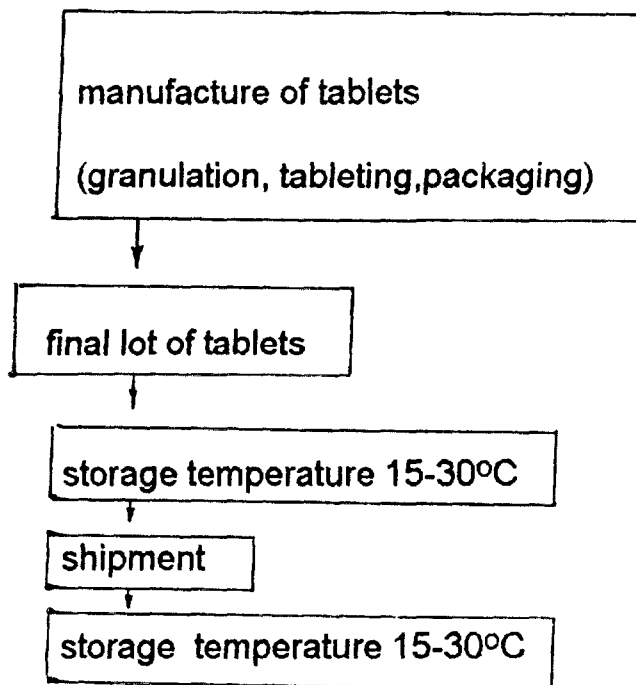 manufacture of tablets
(granulation, tableting,packaging)
final lot of tablets
storage temperature 15-30ºC
shipment
storage temperature 15-30ºC